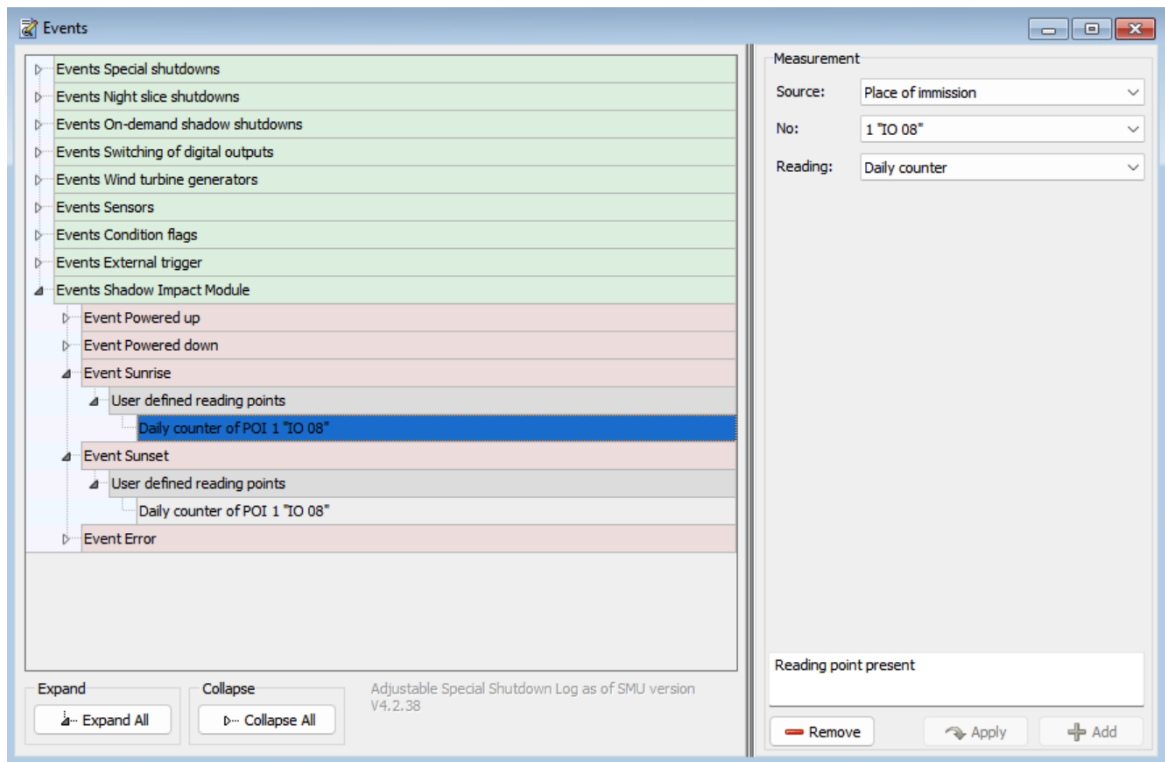 Events
Events Special shutdowns
Events Night slice shutdowns
Events On-demand shadow shutdowns
Events Switching of digital outputs
Events Wind turbine generators
Events Sensors
Events Condition flags
Events External trigger
Events Shadow Impact Module
Event Powered up
Event Powered down
Event Sunrise
User defined reading points
Daily counter of POI 1 "IO 08"
Event Sunset
User defined reading points
Daily counter of POI 1 "IO 08"
Event Error
Expand
Expand All
Collapse
Collapse All
Adjustable Special Shutdown Log as of SMU version
V4.2.38
Measurement
Source: Place of immission
No: 1 "IO 08"
Reading: Daily counter
Reading point present
Remove
Apply
Add